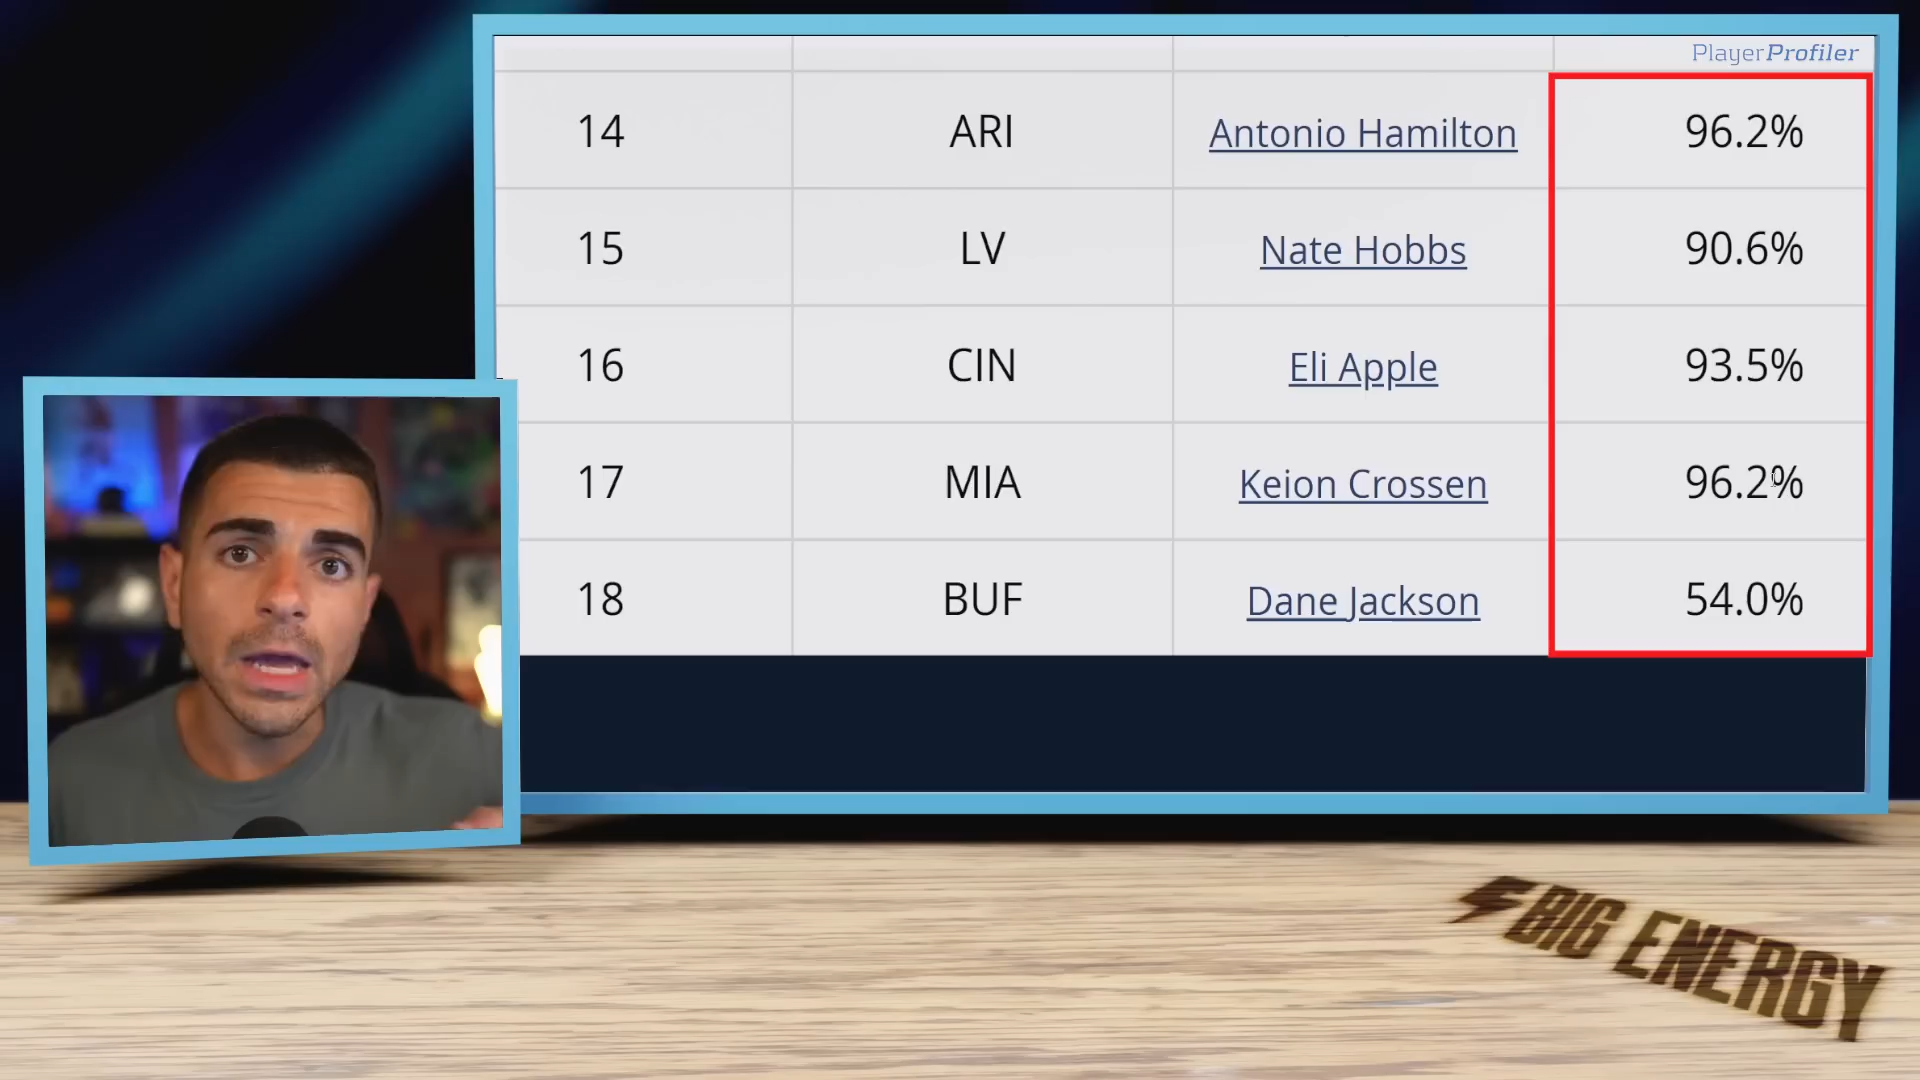 PlayerProfiler
14 ARI Antonio Hamilton 96.2%
15 LV Nate Hobbs 90.6%
16 CIN Eli Apple 93.5%
17 MIA Keion Crossen 96.2%
18 BUF Dane Jackson 54.0%
BIG ENERGY